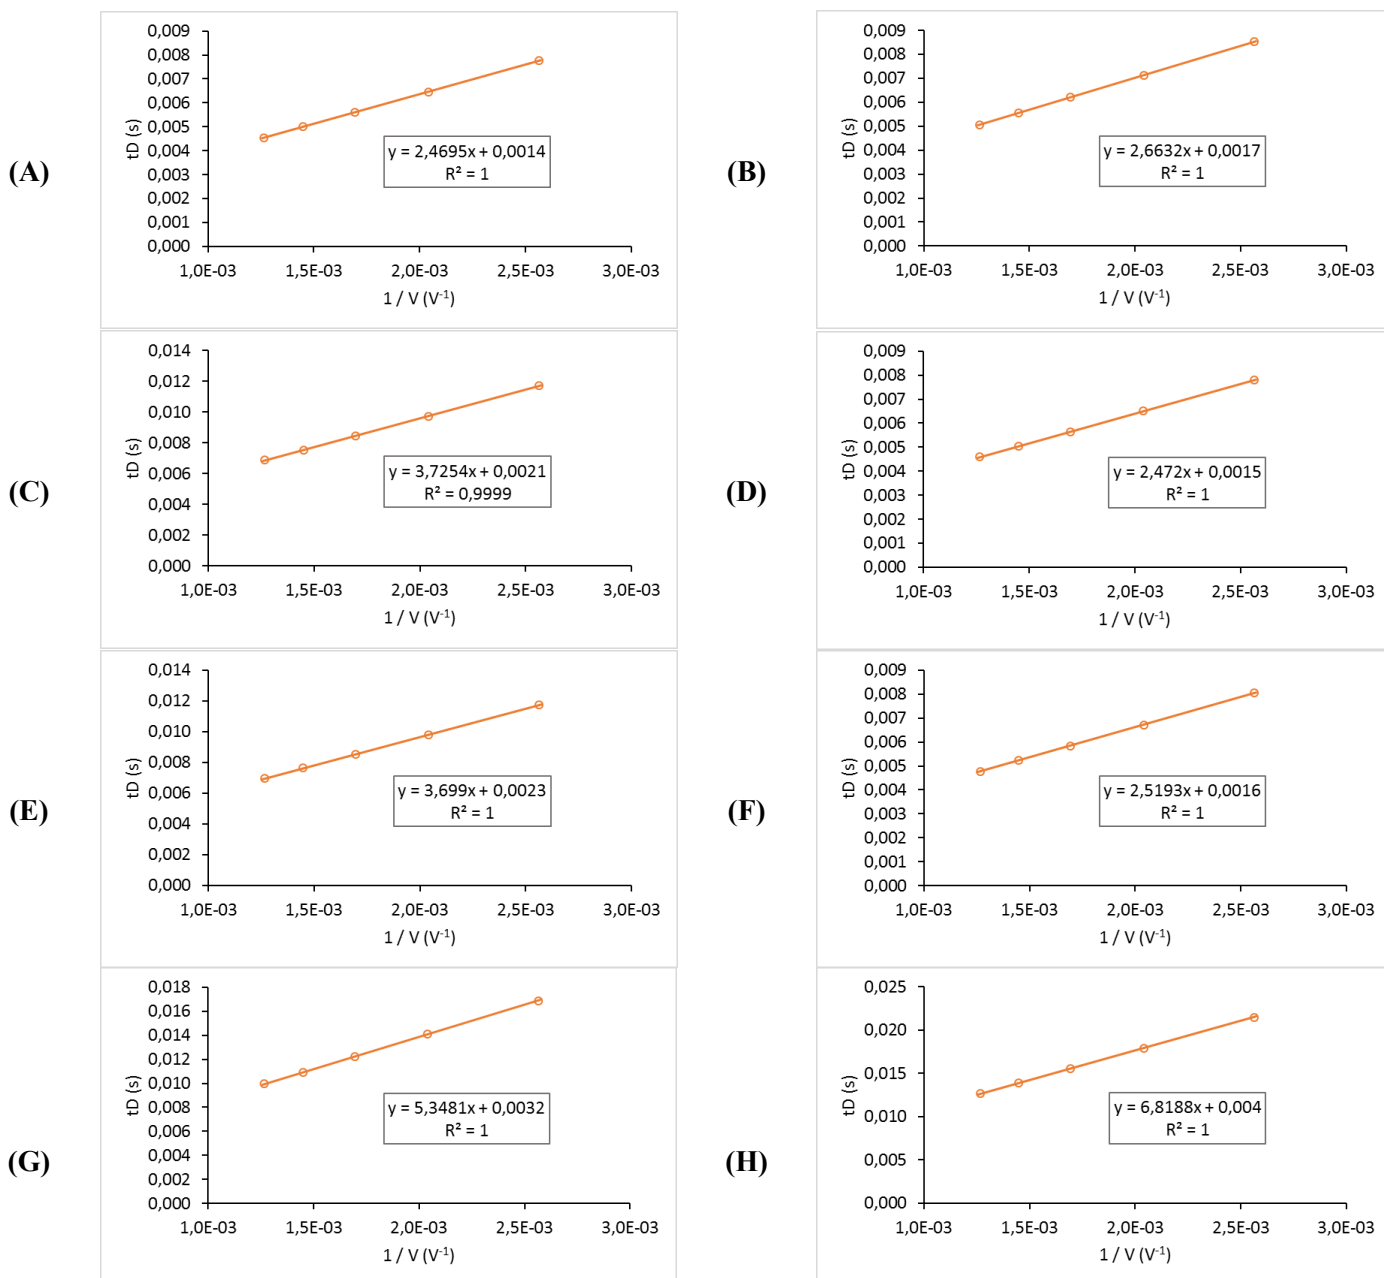 (A)
tD (s)
0,009
0,008
0,007
0,006
0,005
0,004
0,003
0,002
0,001
0,000
y = 2,4695x + 0,0014
R² = 1
1,0E-03 1,5E-03 2,0E-03 2,5E-03 3,0E-03
1 / V (V⁻¹)
(B)
tD (s)
0,009
0,008
0,007
0,006
0,005
0,004
0,003
0,002
0,001
0,000
y = 2,6632x + 0,0017
R² = 1
1,0E-03 1,5E-03 2,0E-03 2,5E-03 3,0E-03
1 / V (V⁻¹)
(C)
tD (s)
0,014
0,012
0,010
0,008
0,006
0,004
0,002
0,000
y = 3,7254x + 0,0021
R² = 0,9999
1,0E-03 1,5E-03 2,0E-03 2,5E-03 3,0E-03
1 / V (V⁻¹)
(D)
tD (s)
0,009
0,008
0,007
0,006
0,005
0,004
0,003
0,002
0,001
0,000
y = 2,472x + 0,0015
R² = 1
1,0E-03 1,5E-03 2,0E-03 2,5E-03 3,0E-03
1 / V (V⁻¹)
(E)
tD (s)
0,014
0,012
0,010
0,008
0,006
0,004
0,002
0,000
y = 3,699x + 0,0023
R² = 1
1,0E-03 1,5E-03 2,0E-03 2,5E-03 3,0E-03
1 / V (V⁻¹)
(F)
tD (s)
0,009
0,008
0,007
0,006
0,005
0,004
0,003
0,002
0,001
0,000
y = 2,5193x + 0,0016
R² = 1
1,0E-03 1,5E-03 2,0E-03 2,5E-03 3,0E-03
1 / V (V⁻¹)
(G)
tD (s)
0,018
0,016
0,014
0,012
0,010
0,008
0,006
0,004
0,002
0,000
y = 5,3481x + 0,0032
R² = 1
1,0E-03 1,5E-03 2,0E-03 2,5E-03 3,0E-03
1 / V (V⁻¹)
(H)
tD (s)
0,025
0,020
0,015
0,010
0,005
0,000
y = 6,8188x + 0,004
R² = 1
1,0E-03 1,5E-03 2,0E-03 2,5E-03 3,0E-03
1 / V (V⁻¹)